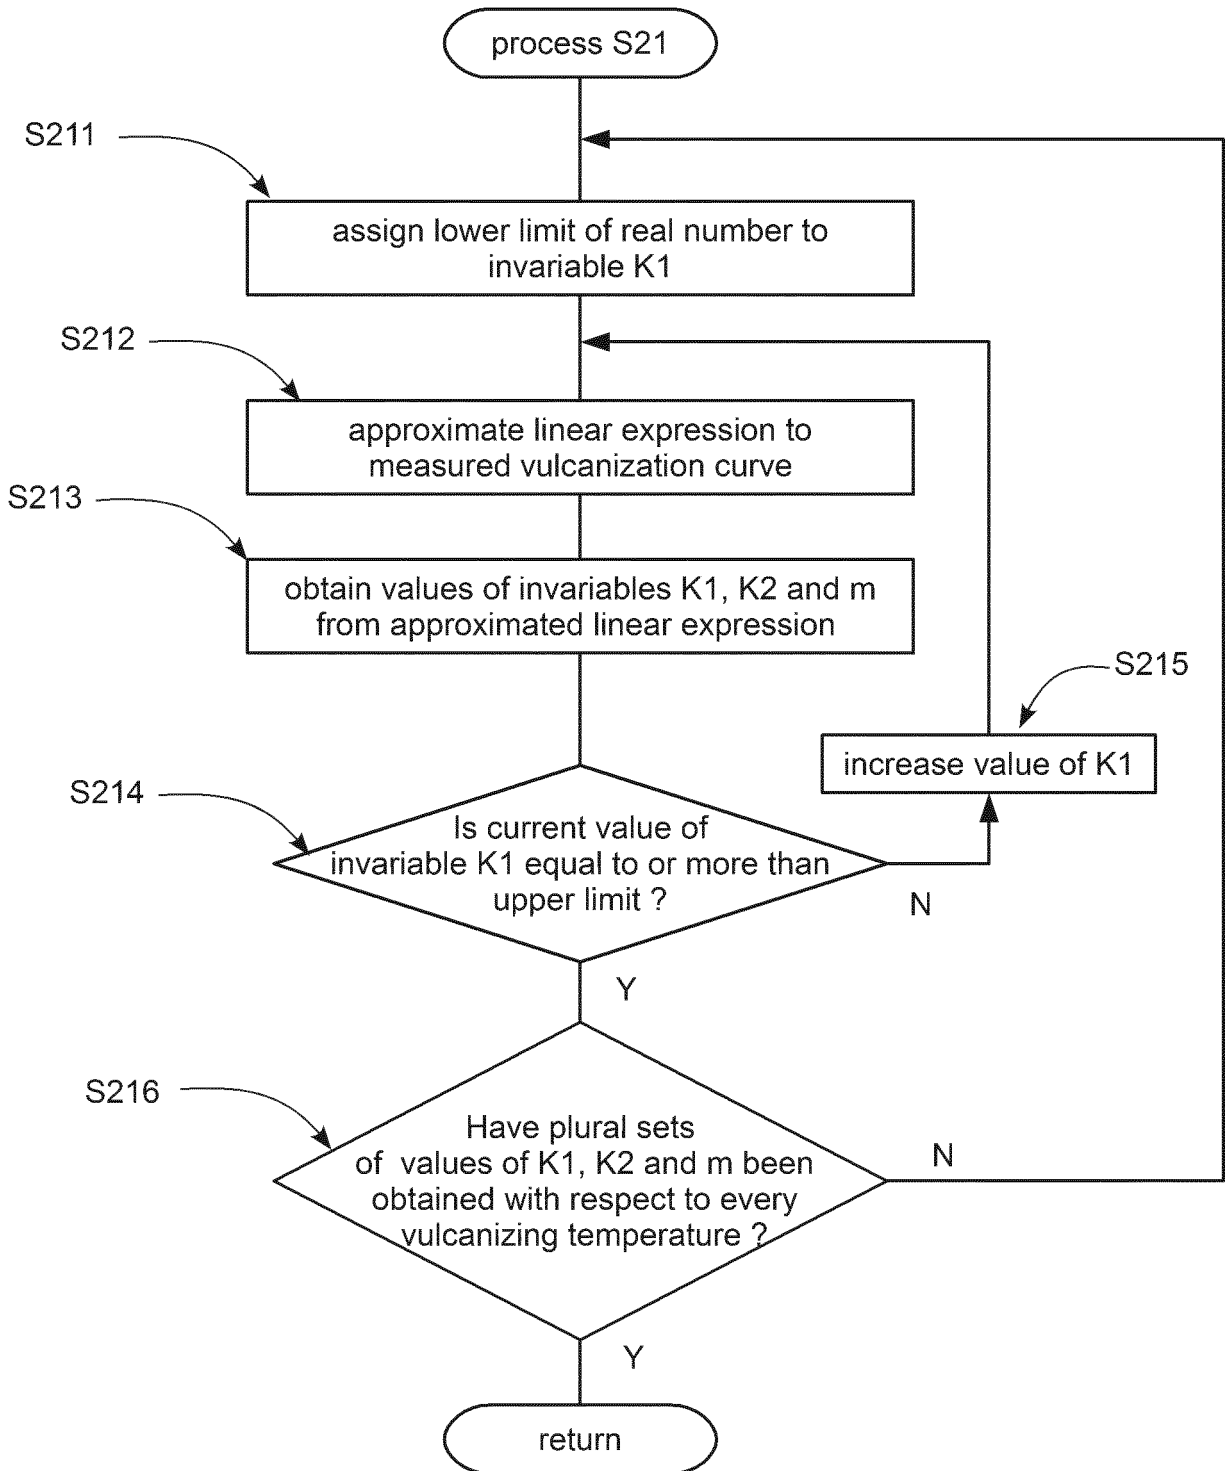 process S21
S211
assign lower limit of real number to
invariable K1
S212
approximate linear expression to
measured vulcanization curve
S213
obtain values of invariables K1, K2 and m
from approximated linear expression
S215
increase value of K1
S214
Is current value of
invariable K1 equal to or more than
upper limit ?
N
Y
S216
Have plural sets
of values of K1, K2 and m been
obtained with respect to every
vulcanizing temperature ?
N
Y
return